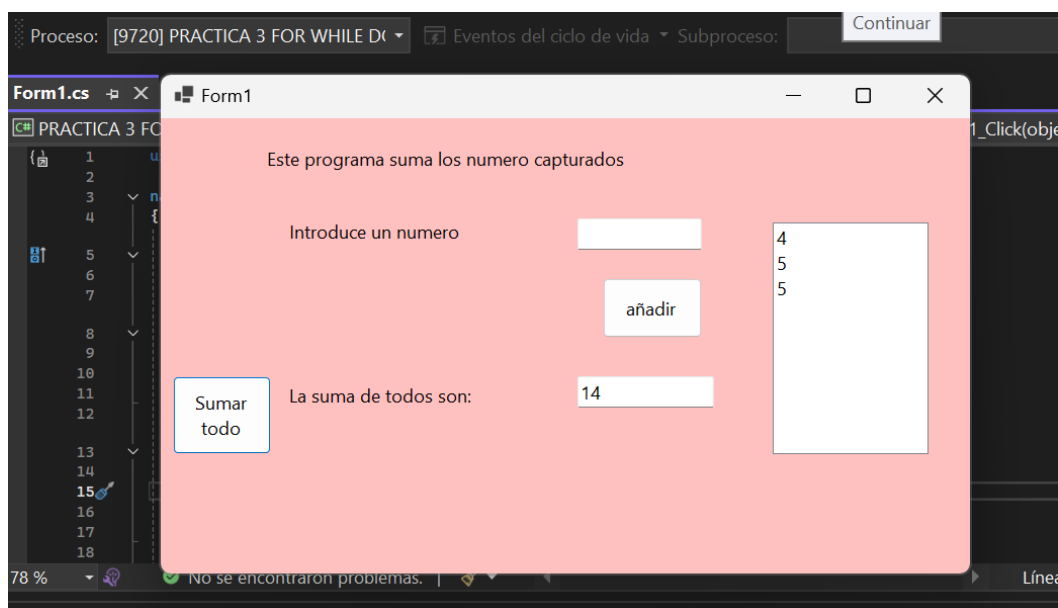 Continuar
Proceso: [9720] PRACTICA 3 FOR WHILE D Eventos del ciclo de vida Subproceso:
Form1.cs
Form1
C# PRACTICA 3 FO 1_Click(obje
Este programa suma los numero capturados
Introduce un numero
4
5
5
añadir
Sumar todo
La suma de todos son:
14
1 u
2
3 n
4 {
5
6
7
8
9
10
11
12
13
14
15
16
17
18
78 % No se encontraron problemas. Línea